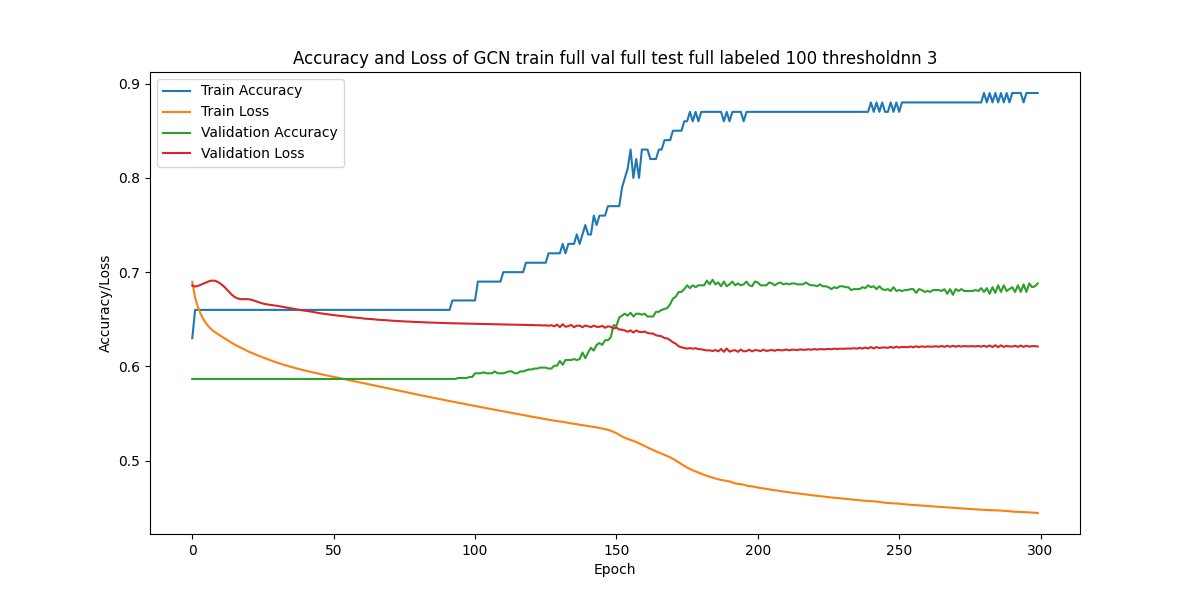 Accuracy and Loss of GCN train full val full test full labeled 100 thresholdnn 3
Train Accuracy
Train Loss
Validation Accuracy
Validation Loss
Accuracy/Loss
0.9
0.8
0.7
0.6
0.5
0 50 100 150 200 250 300
Epoch